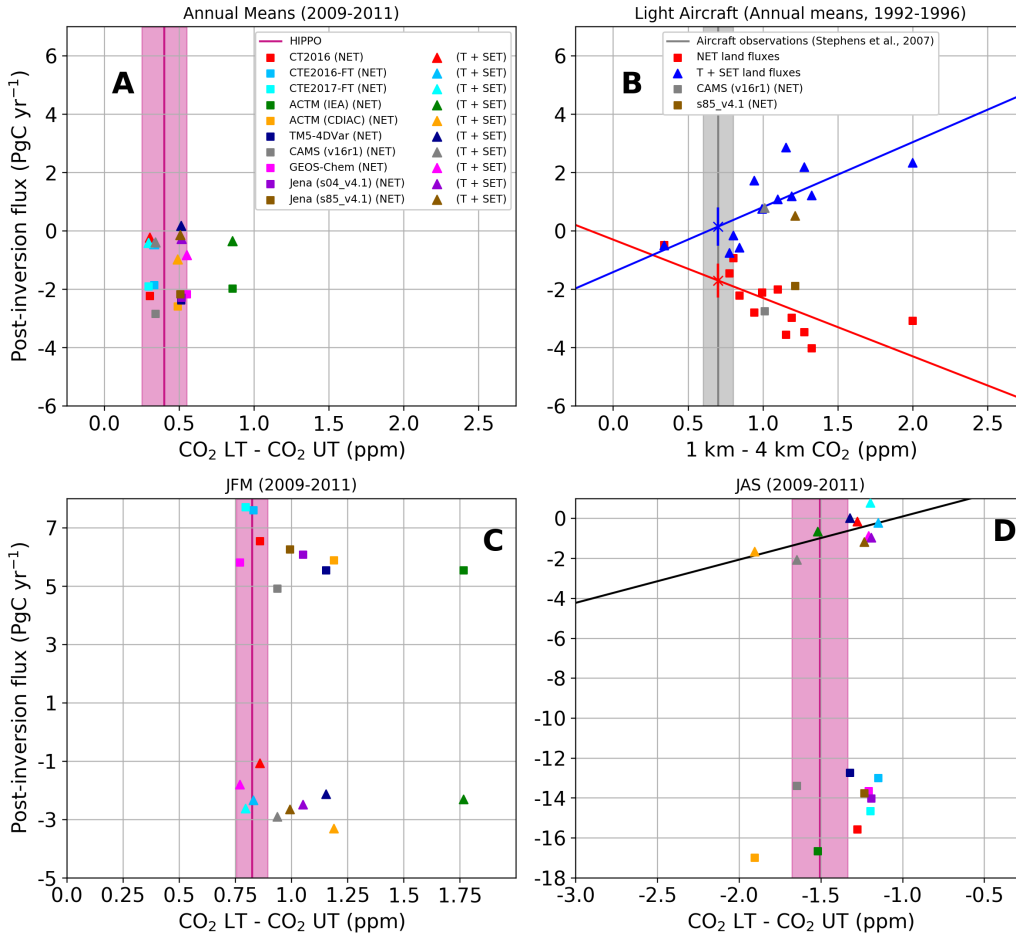 Annual Means (2009-2011)
A
HIPPO
CT2016 (NET) (T + SET)
CTE2016-FT (NET) (T + SET)
CTE2017-FT (NET) (T + SET)
ACTM (IEA) (NET) (T + SET)
ACTM (CDIAC) (NET) (T + SET)
TM5-4DVar (NET) (T + SET)
CAMS (v16r1) (NET) (T + SET)
GEOS-Chem (NET) (T + SET)
Jena (s04_v4.1) (NET) (T + SET)
Jena (s85_v4.1) (NET) (T + SET)
Post-inversion flux (PgC yr⁻¹)
6
4
2
0
-2
-4
-6
0.0 0.5 1.0 1.5 2.0 2.5
CO₂ LT - CO₂ UT (ppm)
Light Aircraft (Annual means, 1992-1996)
B
Aircraft observations (Stephens et al., 2007)
NET land fluxes
T + SET land fluxes
CAMS (v16r1) (NET)
s85_v4.1 (NET)
6
4
2
0
-2
-4
-6
0.0 0.5 1.0 1.5 2.0 2.5
1 km - 4 km CO₂ (ppm)
JFM (2009-2011)
C
Post-inversion flux (PgC yr⁻¹)
7
5
3
1
-1
-3
-5
0.0 0.25 0.5 0.75 1.0 1.25 1.5 1.75
CO₂ LT - CO₂ UT (ppm)
JAS (2009-2011)
D
0
-2
-4
-6
-8
-10
-12
-14
-16
-18
-3.0 -2.5 -2.0 -1.5 -1.0 -0.5
CO₂ LT - CO₂ UT (ppm)